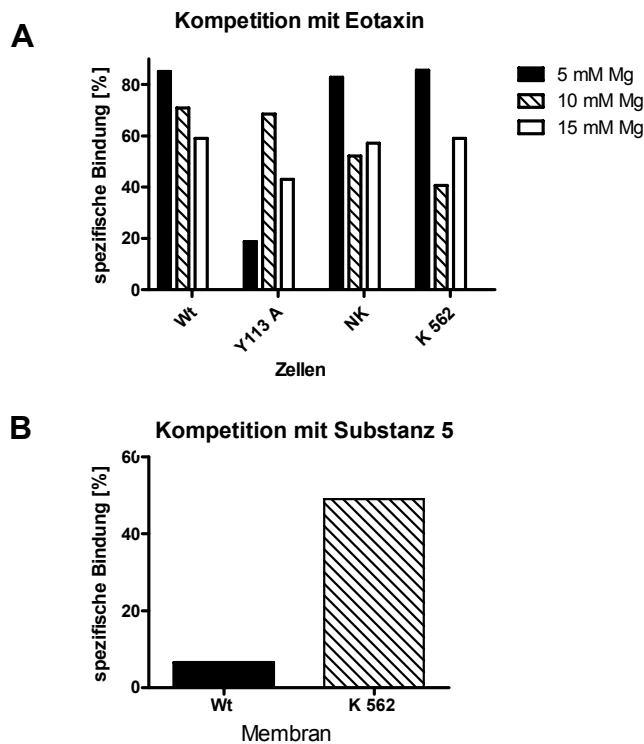 A
Kompetition mit Eotaxin
spezifische Bindung [%]
80
60
40
20
0
Wt
Y113 A
NK
K 562
Zellen
5 mM Mg
10 mM Mg
15 mM Mg
B
Kompetition mit Substanz 5
spezifische Bindung [%]
60
40
20
0
Wt
K 562
Membran